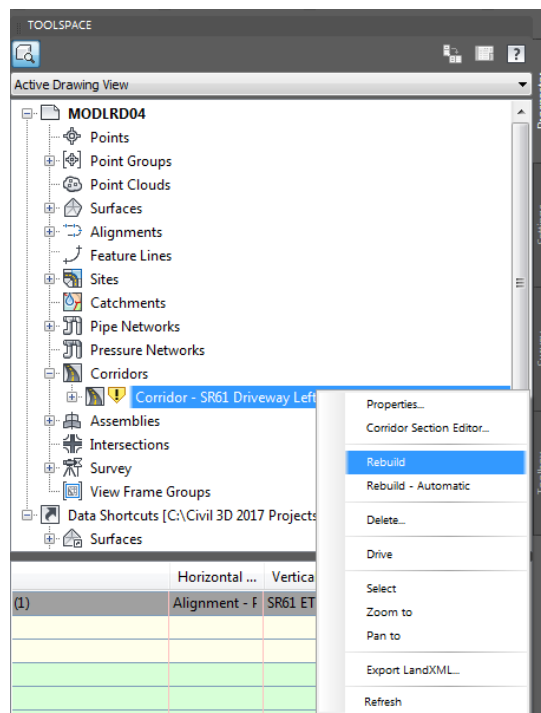 TOOLSPACE
?
Active Drawing View
MODLRD04
Points
Point Groups
Point Clouds
Surfaces
Alignments
Feature Lines
Sites
Catchments
Pipe Networks
Pressure Networks
Corridors
Corridor - SR61 Driveway Left
Assemblies
Intersections
Survey
View Frame Groups
Data Shortcuts [C:\Civil 3D 2017 Projects
Surfaces
Properties...
Corridor Section Editor...
Rebuild
Rebuild - Automatic
Delete...
Drive
Select
Zoom to
Pan to
Export LandXML...
Refresh
Horizontal ... Vertica
(1) Alignment - F SR61 ET